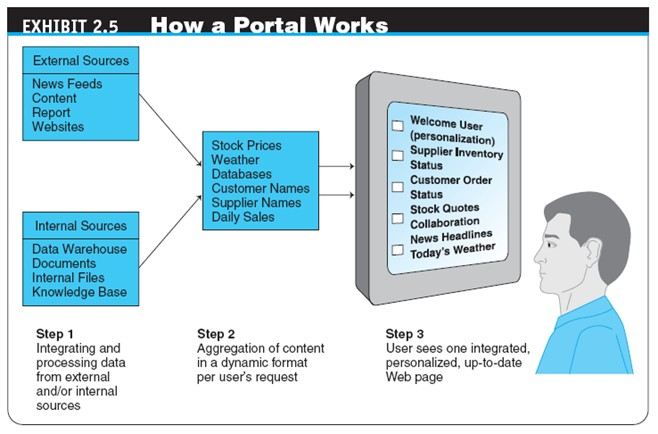 EXHIBIT 2.5 How a Portal Works
External Sources
News Feeds
Content
Report
Websites
Internal Sources
Data Warehouse
Documents
Internal Files
Knowledge Base
Stock Prices
Weather
Databases
Customer Names
Supplier Names
Daily Sales
Welcome User
(personalization)
Supplier Inventory
Status
Customer Order
Status
Stock Quotes
Collaboration
News Headlines
Today's Weather
Step 1
Integrating and
processing data
from external
and/or internal
sources
Step 2
Aggregation of content
in a dynamic format
per user's request
Step 3
User sees one integrated,
personalized, up-to-date
Web page